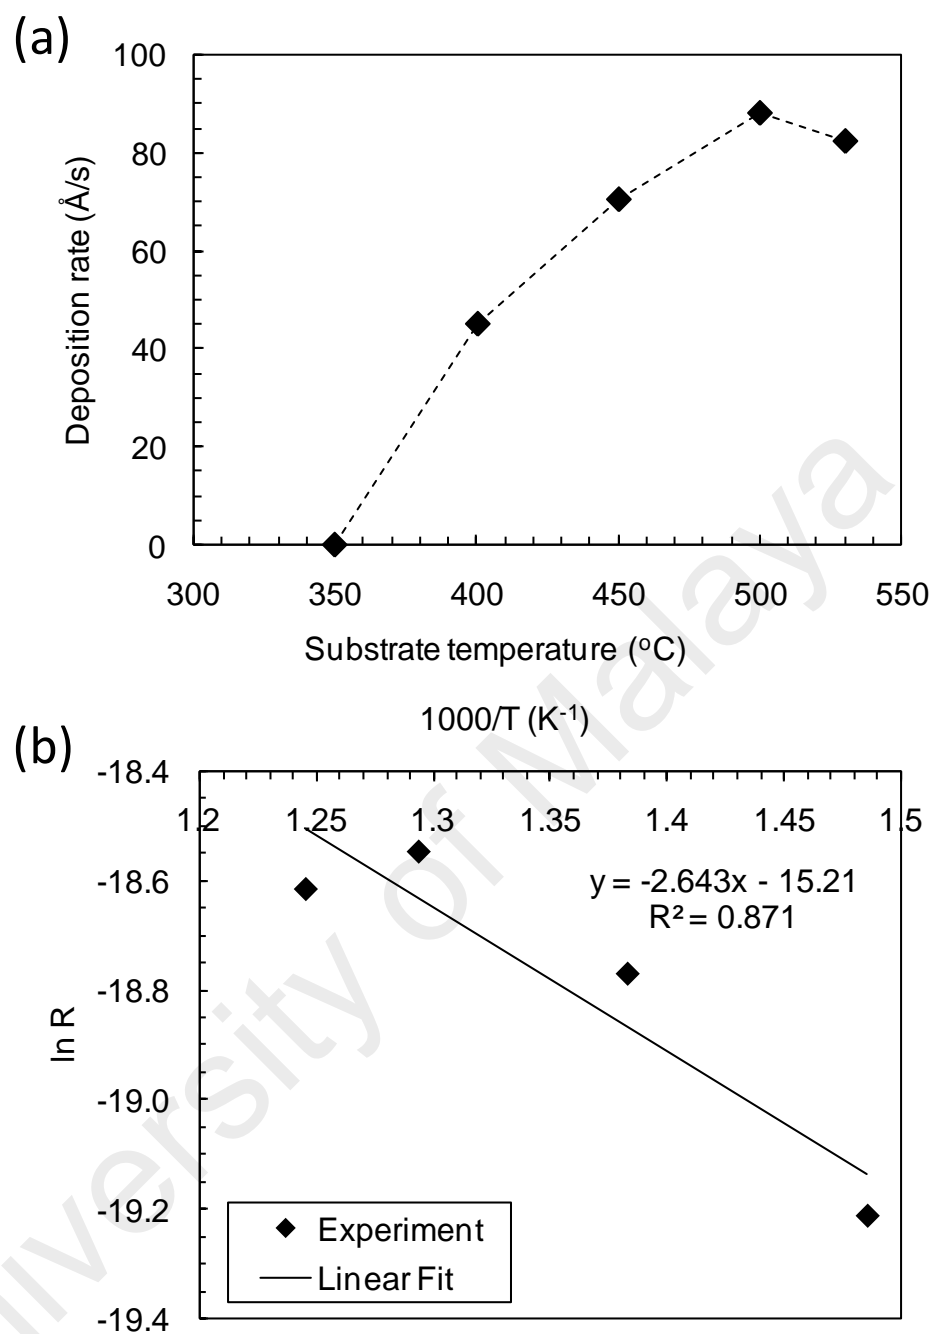 (a)
100
80
60
40
20
0
Deposition rate (Å/s)
300 350 400 450 500 550
Substrate temperature (°C)
(b)
1000/T (K⁻¹)
-18.4
1.2 1.25 1.3 1.35 1.4 1.45 1.5
-18.6
y = -2.643x - 15.21
R² = 0.871
-18.8
ln R
-19.0
-19.2
Experiment
Linear Fit
-19.4
University of Malaya